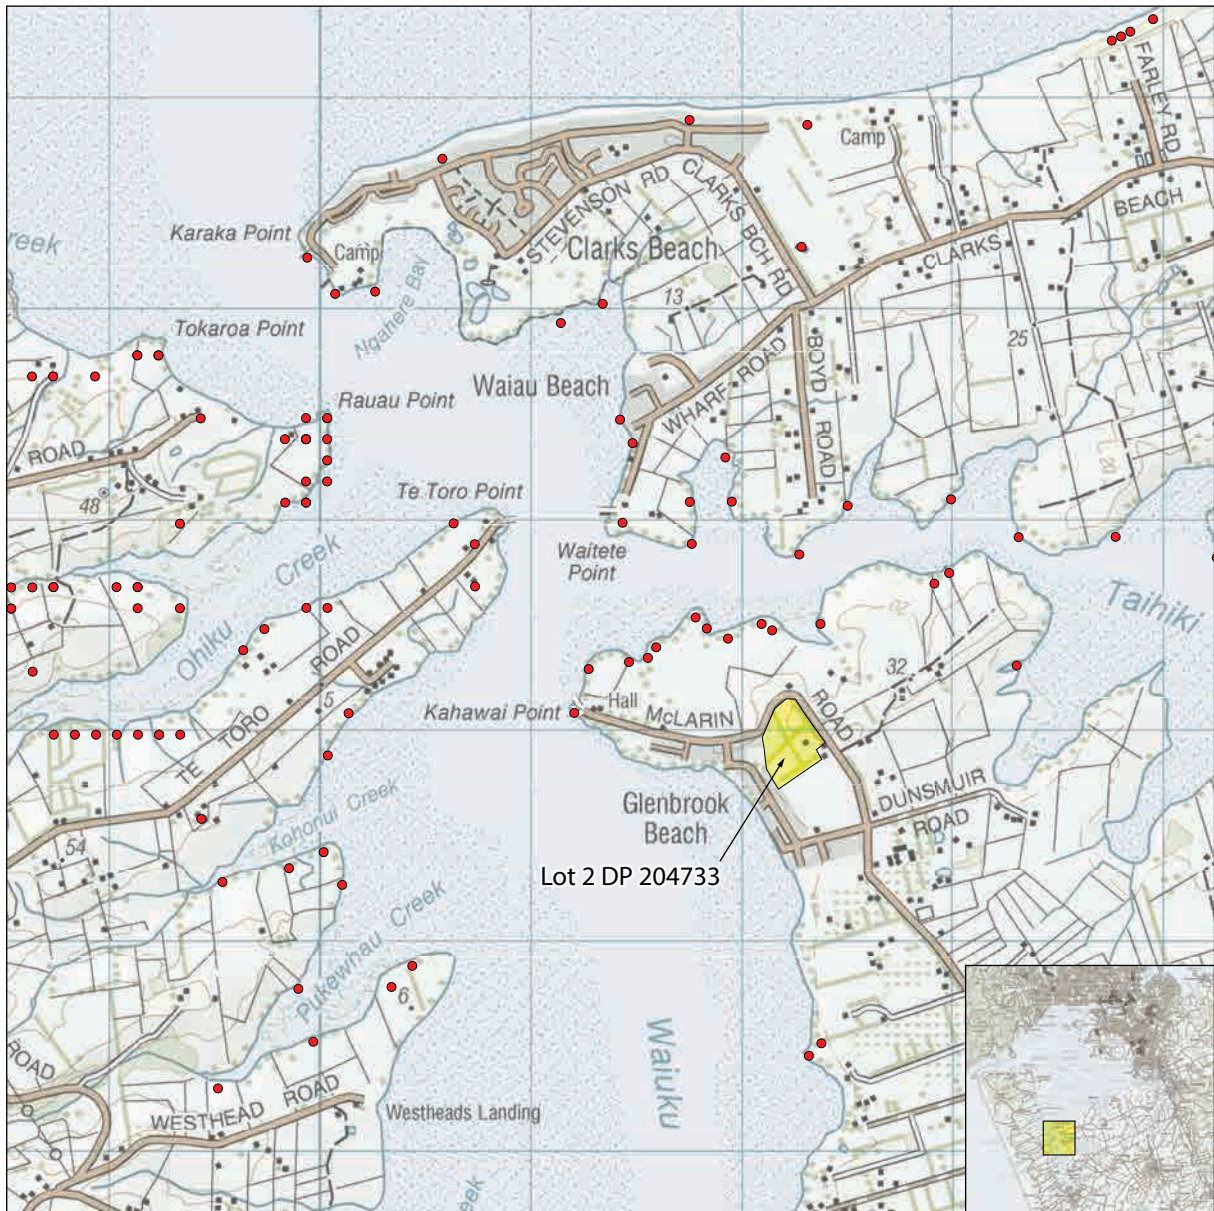 FARLEY RD
Camp
BEACH
STEVENSON RD
CLARKS BCH RD
Karaka Point
Camp
Clarks Beach
CLARKS
reek
Ngahere Bay
13
Tokaroa Point
25
Waiau Beach
WHARF ROAD
BOYD ROAD
Rauau Point
ROAD
48
Te Toro Point
20
Creek
Waitete
Point
Ohiku
Taihiki
20
32
ROAD
5
Hall
Kahawai Point
McLARIN
ROAD
TORO
TE
DUNSMUIR
ROAD
Glenbrook
Beach
Kohonui Creek
54
Lot 2 DP 204733
Pukewhau Creek
6
Waiuku
ROAD
WESTHEAD ROAD
Westheads Landing
eek